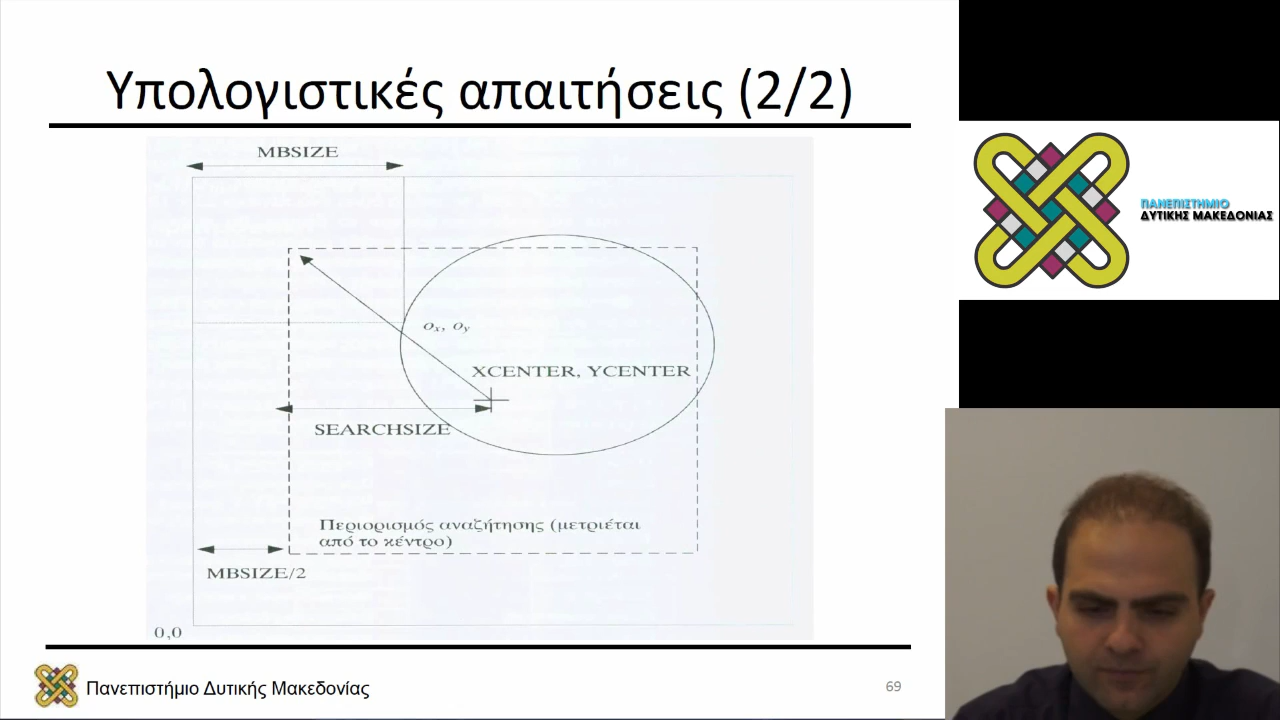 Υπολογιστικές απαιτήσεις (2/2)
MBSIZE
ox, oy
XCENTER, YCENTER
SEARCHSIZE
Περιορισμός αναζήτησης (μετριέται
από το κέντρο)
MBSIZE/2
0,0
Πανεπιστήμιο Δυτικής Μακεδονίας
69
ΠΑΝΕΠΙΣΤΗΜΙΟ
ΔΥΤΙΚΗΣ ΜΑΚΕΔΟΝΙΑΣ